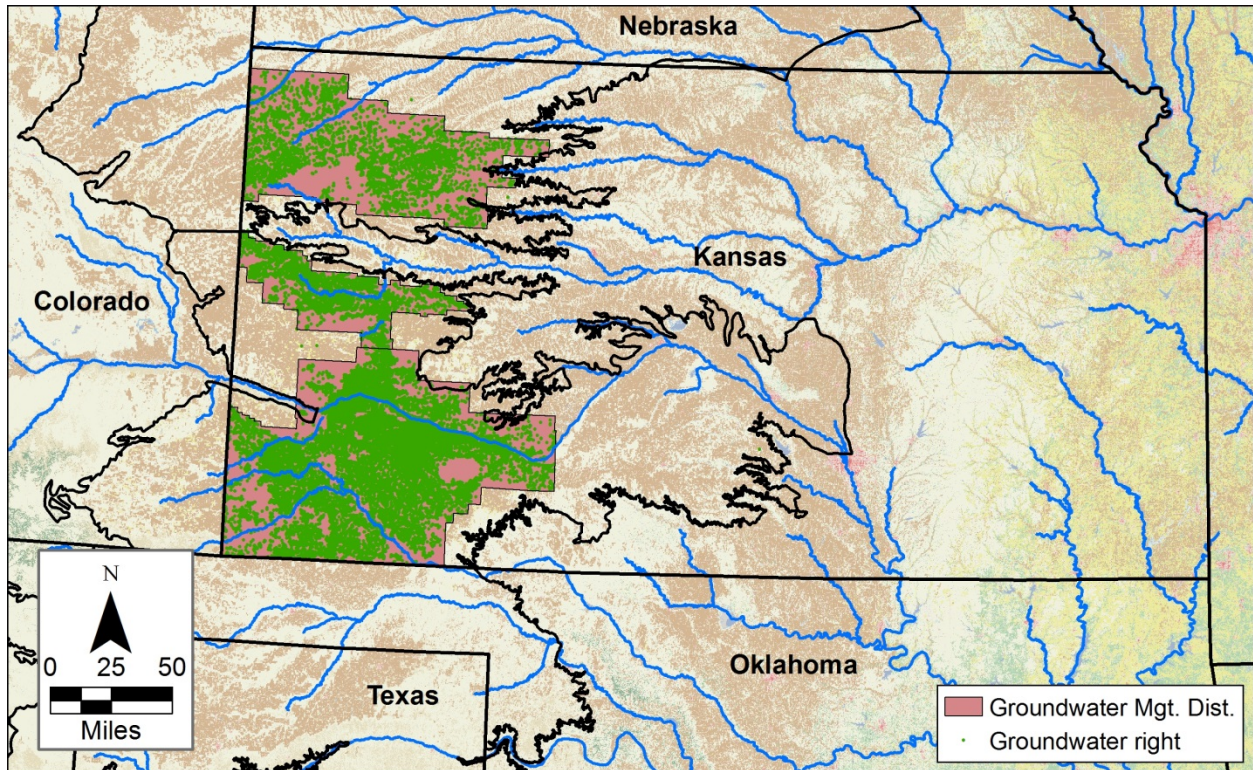 Nebraska
Kansas
Colorado
N
0 25 50
Miles
Oklahoma
Texas
Groundwater Mgt. Dist.
Groundwater right